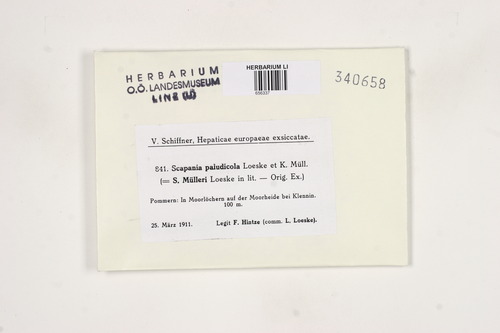 HERBARIUM
O.Ö. LANDESMUSEUM
LINZ (LI)
HERBARIUM LI
340658
V. Schiffner, Hepaticae europaeae exsiccatae.
841. Scapania paludicola Loeske et K. Müll.
(= S. Mülleri Loeske in lit. — Orig. Ex.)
Pommern: In Moorlöchern auf der Moorheide bei Klennin.
100 m.
25. März 1911. Legit F. Hintze (comm. L. Loeske).